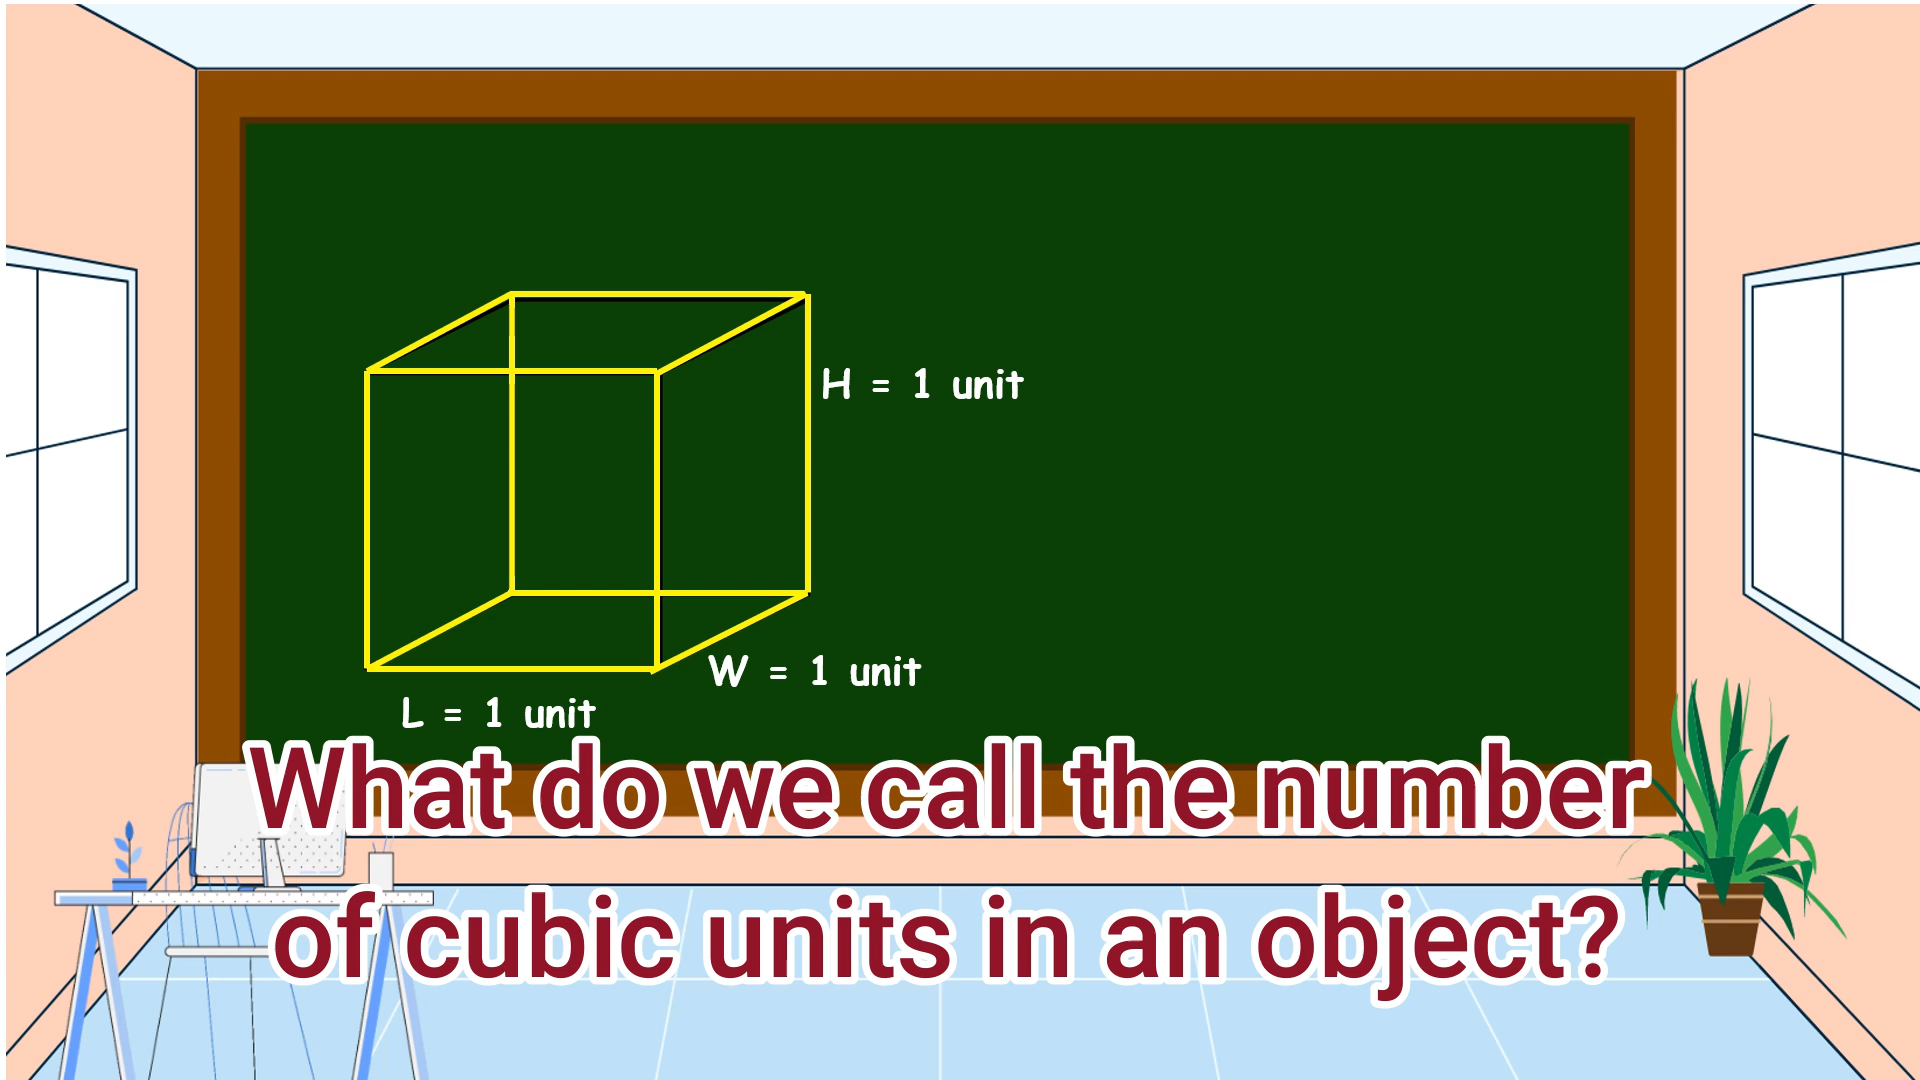 H = 1 unit
W = 1 unit
L = 1 unit
What do we call the number
of cubic units in an object?